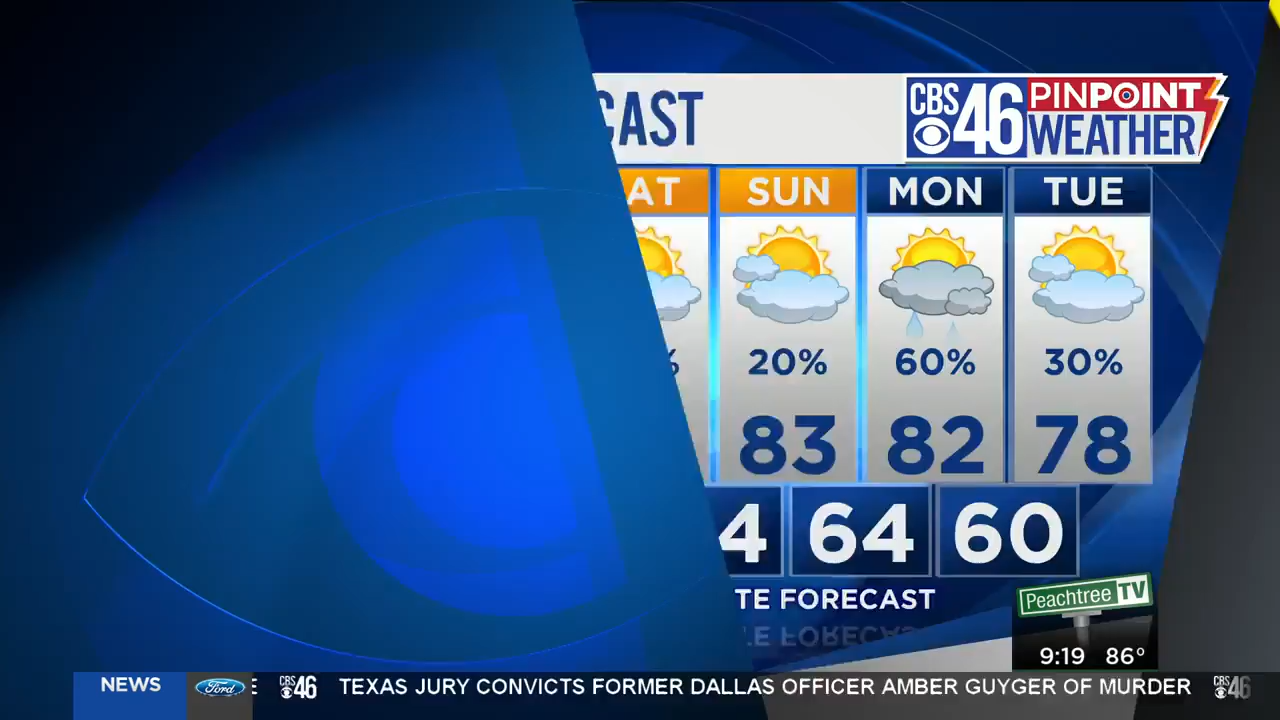 CAST
CBS 46 PINPOINT
WEATHER
AT SUN MON TUE
% 20% 60% 30%
83 82 78
4 64 60
TE FORECAST
Peachtree TV
9:19 86°
NEWS Ford E CBS 46 TEXAS JURY CONVICTS FORMER DALLAS OFFICER AMBER GUYGER OF MURDER CBS 46